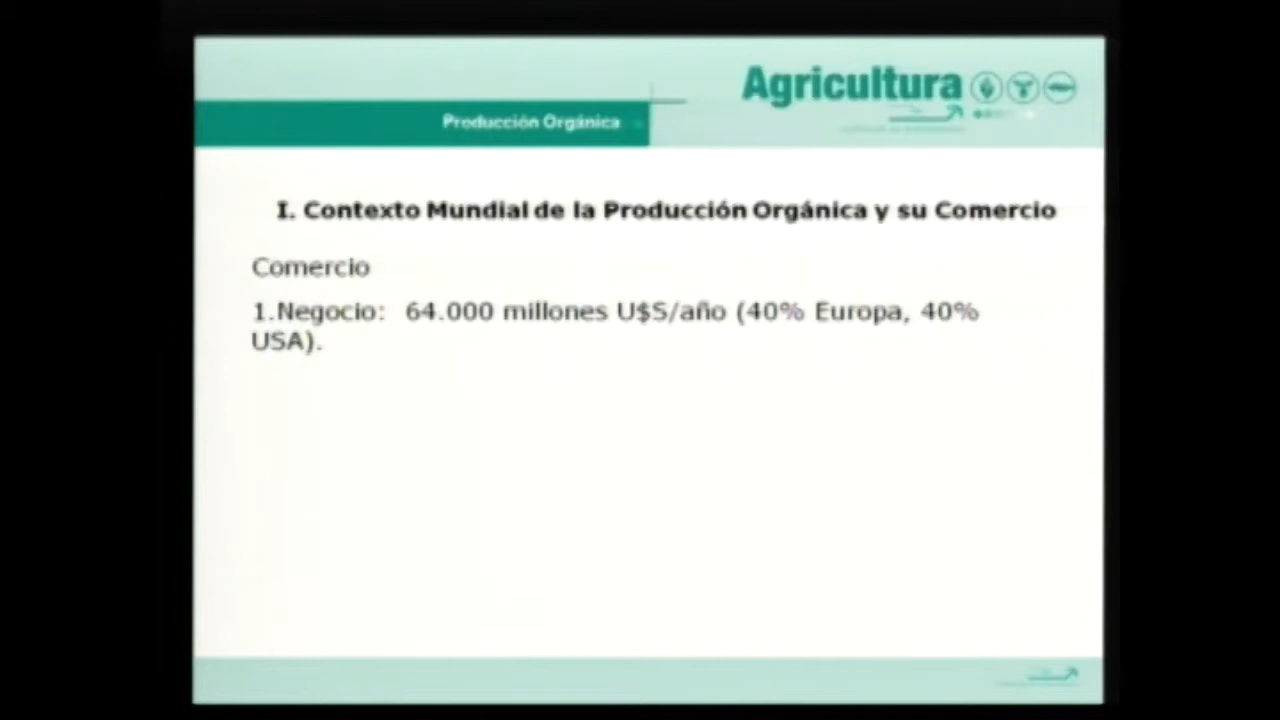 Agricultura
Producción Orgánica
I. Contexto Mundial de la Producción Orgánica y su Comercio
Comercio
1.Negocio: 64.000 millones U$S/año (40% Europa, 40%
USA).